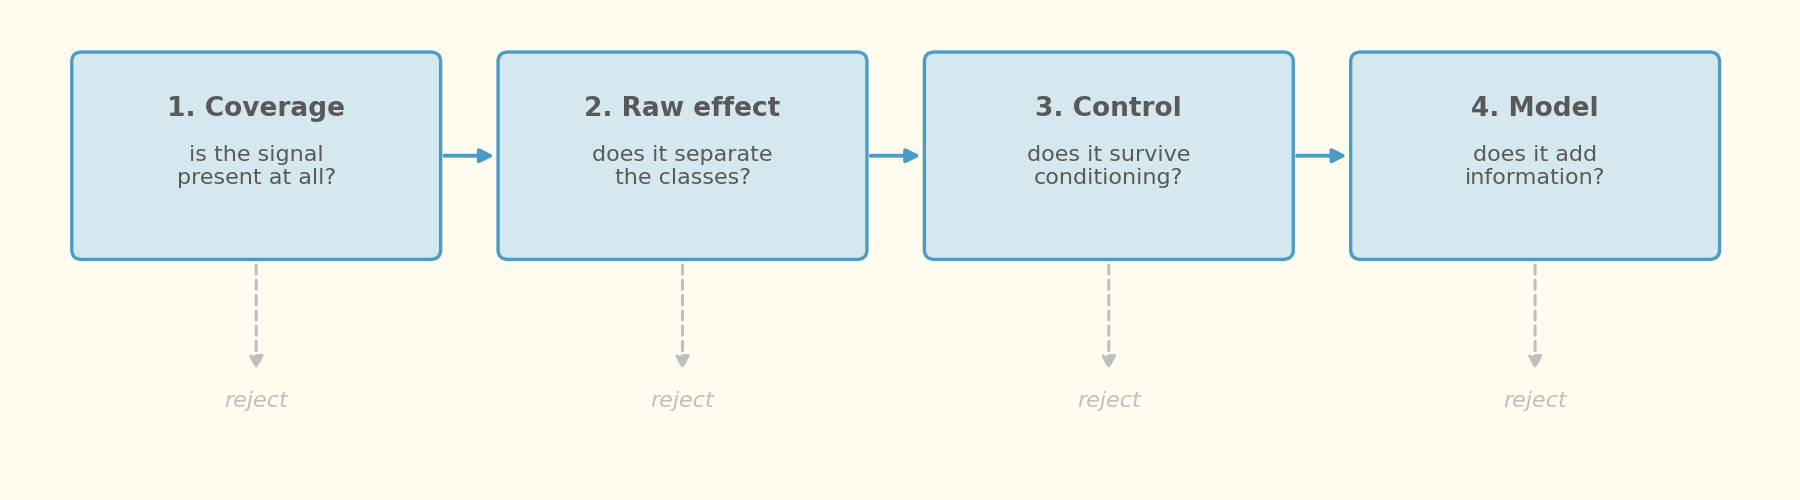 1. Coverage
is the signal
present at all?
2. Raw effect
does it separate
the classes?
3. Control
does it survive
conditioning?
4. Model
does it add
information?
reject
reject
reject
reject